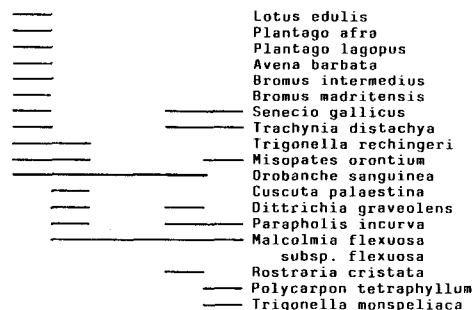 Lotus edulis
Plantago afra
Plantago lagopus
Avena barbata
Bromus intermedius
Bromus madritensis
Senecio gallicus
Trachynia distachya
Trigonella rechingeri
Misopates orontium
Orobanche sanguinea
Cuscuta palaestina
Dittrichia graveolens
Parapholis incurva
Malcolmia flexuosa
subsp. flexuosa
Rostraria cristata
Polycarpon tetraphyllum
Trigonella monspeliaca